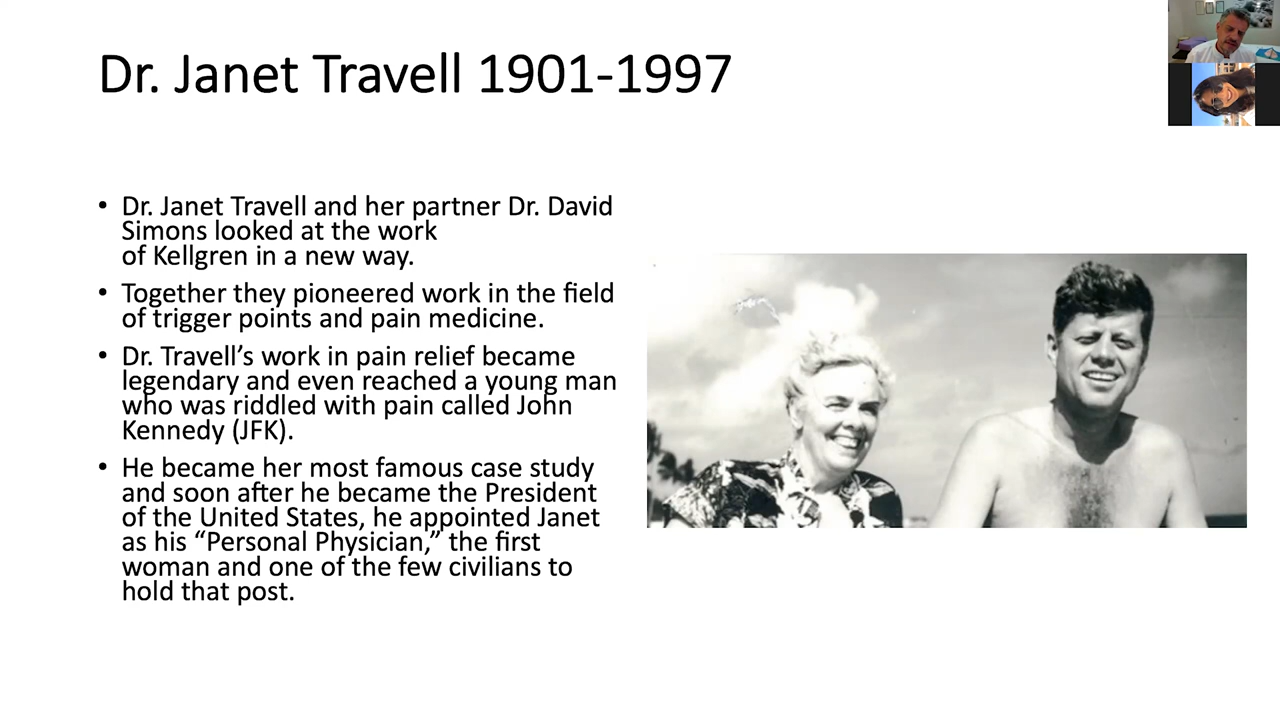 Dr. Janet Travell 1901-1997
• Dr. Janet Travell and her partner Dr. David
Simons looked at the work
of Kellgren in a new way.
• Together they pioneered work in the field
of trigger points and pain medicine.
• Dr. Travell’s work in pain relief became
legendary and even reached a young man
who was riddled with pain called John
Kennedy (JFK).
• He became her most famous case study
and soon after he became the President
of the United States, he appointed Janet
as his “Personal Physician,” the first
woman and one of the few civilians to
hold that post.